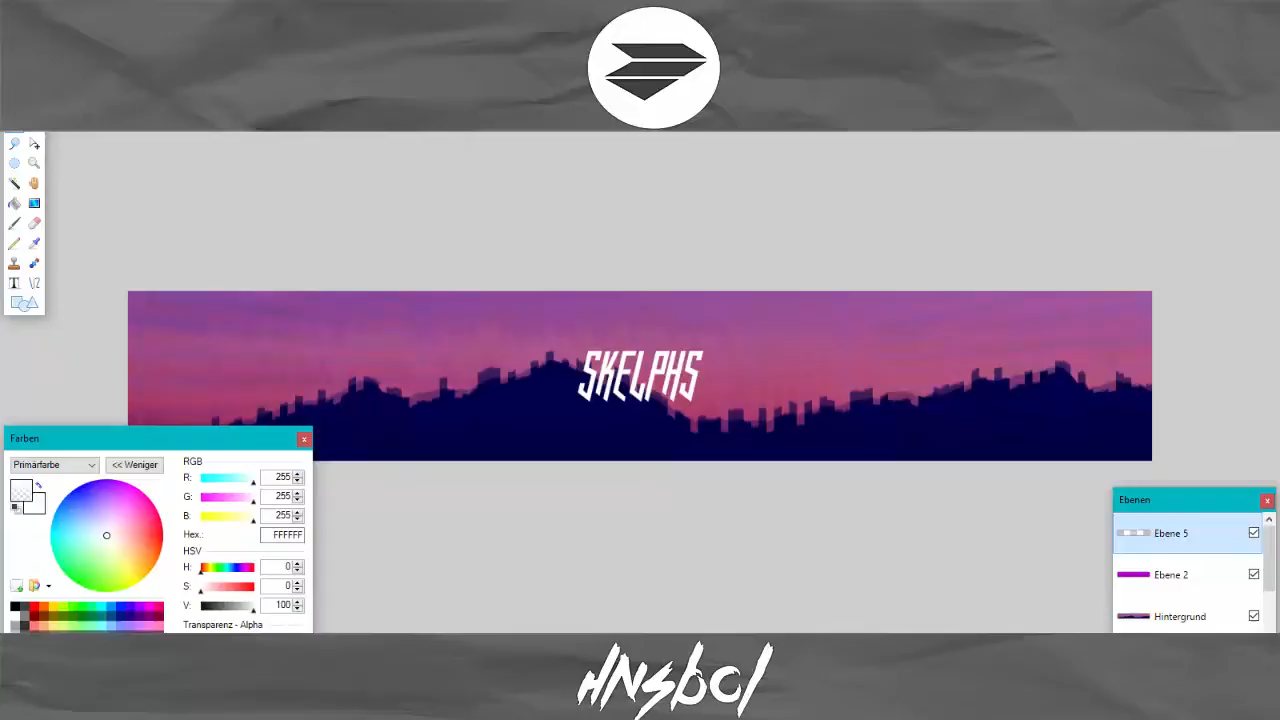 SKELPHS
Farben
Primärfarbe
<< Weniger
RGB
R: 255
G: 255
B: 255
Hex.: FFFFFF
HSV
H: 0
S: 0
V: 100
Transparenz - Alpha
Ebenen
Ebene 5
Ebene 2
Hintergrund